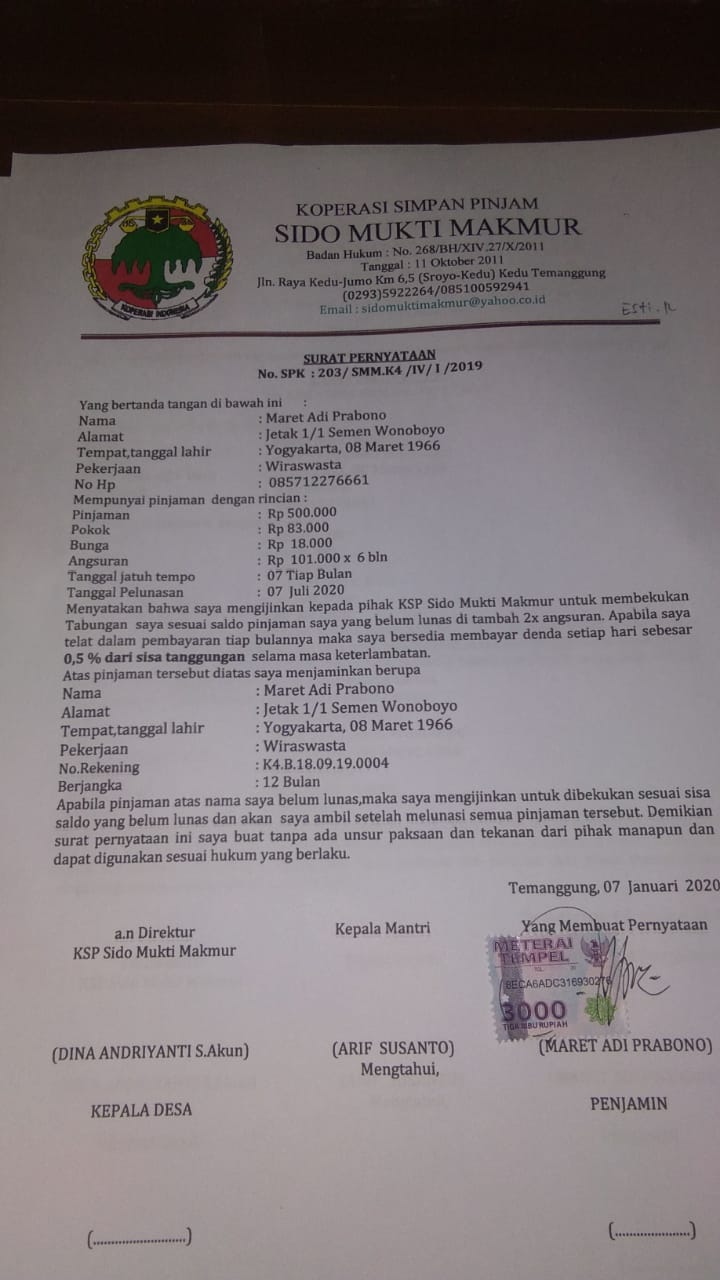 KOPERASI SIMPAN PINJAM
SIDO MUKTI MAKMUR
Badan Hukum : No. 268/BH/XIV.27/X/2011
Tanggal : 11 Oktober 2011
Jln. Raya Kedu-Jumo Km 6,5 (Sroyo-Kedu) Kedu Temanggung
(0293)5922264/085100592941
Email : sidomuktimakmur@yahoo.co.id
KOPERASI INDONESIA
Esti.
SURAT PERNYATAAN
No. SPK : 203/ SMM.K4 /IV/ I /2019
Yang bertanda tangan di bawah ini :
Nama : Maret Adi Prabono
Alamat : Jetak 1/1 Semen Wonoboyo
Tempat,tanggal lahir : Yogyakarta, 08 Maret 1966
Pekerjaan : Wiraswasta
No Hp : 085712276661
Mempunyai pinjaman dengan rincian :
Pinjaman : Rp 500.000
Pokok : Rp 83.000
Bunga : Rp 18.000
Angsuran : Rp 101.000 x 6 bln
Tanggal jatuh tempo : 07 Tiap Bulan
Tanggal Pelunasan : 07 Juli 2020
Menyatakan bahwa saya mengijinkan kepada pihak KSP Sido Mukti Makmur untuk membekukan
Tabungan saya sesuai saldo pinjaman saya yang belum lunas di tambah 2x angsuran. Apabila saya
telat dalam pembayaran tiap bulannya maka saya bersedia membayar denda setiap hari sebesar
0,5 % dari sisa tanggungan selama masa keterlambatan.
Atas pinjaman tersebut diatas saya menjaminkan berupa
Nama : Maret Adi Prabono
Alamat : Jetak 1/1 Semen Wonoboyo
Tempat,tanggal lahir : Yogyakarta, 08 Maret 1966
Pekerjaan : Wiraswasta
No.Rekening : K4.B.18.09.19.0004
Berjangka : 12 Bulan
Apabila pinjaman atas nama saya belum lunas,maka saya mengijinkan untuk dibekukan sesuai sisa
saldo yang belum lunas dan akan saya ambil setelah melunasi semua pinjaman tersebut. Demikian
surat pernyataan ini saya buat tanpa ada unsur paksaan dan tekanan dari pihak manapun dan
dapat digunakan sesuai hukum yang berlaku.
Temanggung, 07 Januari 2020
a.n Direktur Kepala Mantri Yang Membuat Pernyataan
KSP Sido Mukti Makmur
METERAI
TEMPEL
3000
TIGA RIBU RUPIAH
(DINA ANDRIYANTI S.Akun) (ARIF SUSANTO) (MARET ADI PRABONO)
Mengtahui,
KEPALA DESA PENJAMIN
(..........................) (......................)